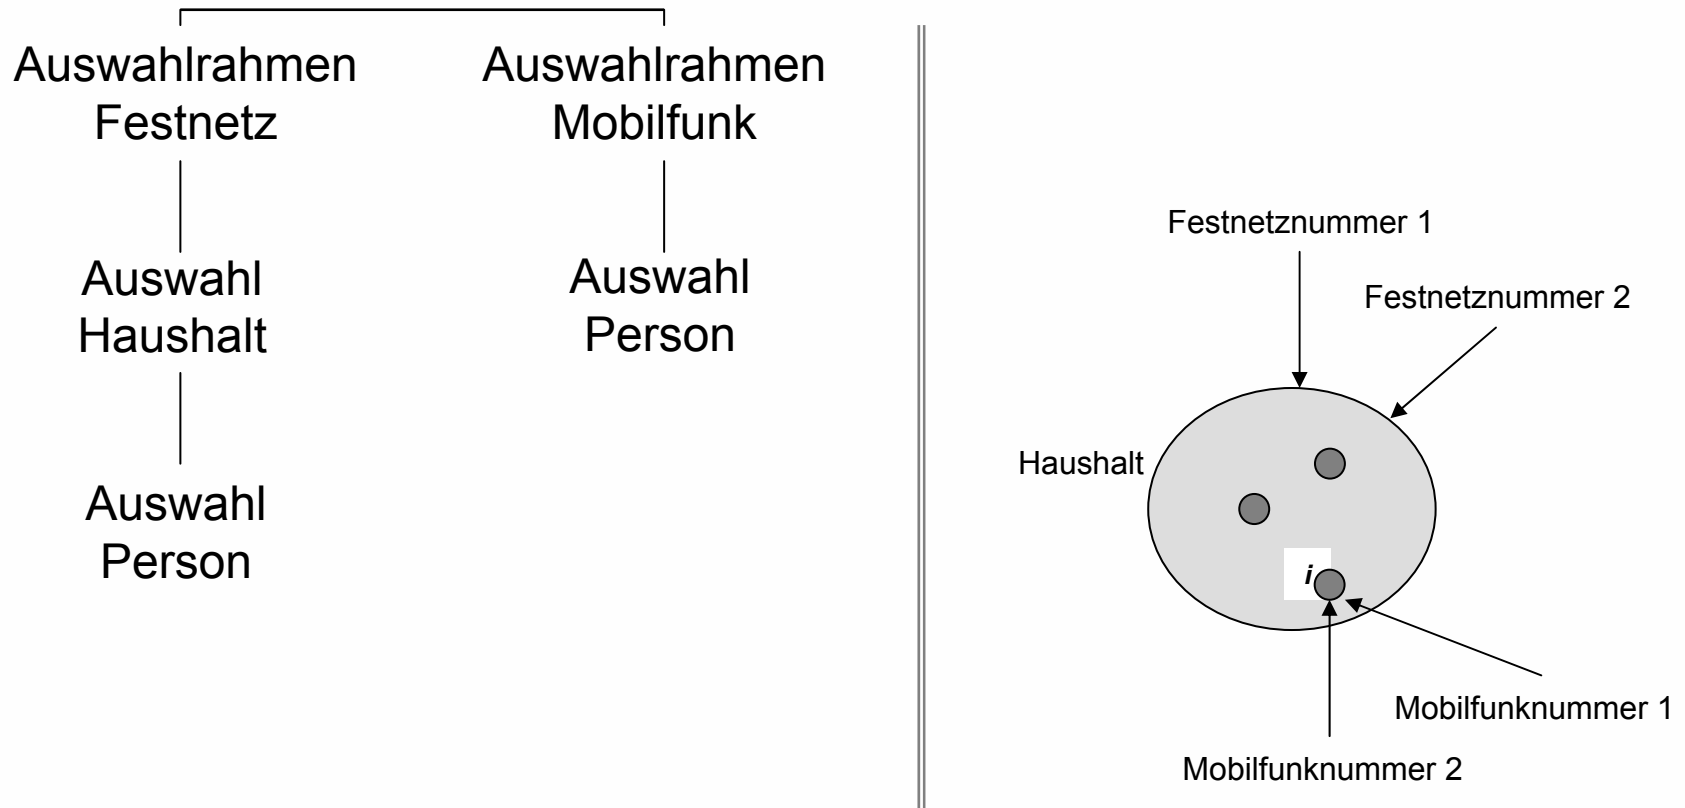 Auswahlrahmen
Festnetz
Auswahl
Haushalt
Auswahl
Person
Auswahlrahmen
Mobilfunk
Auswahl
Person
Festnetznummer 1
Festnetznummer 2
Haushalt
i
Mobilfunknummer 1
Mobilfunknummer 2